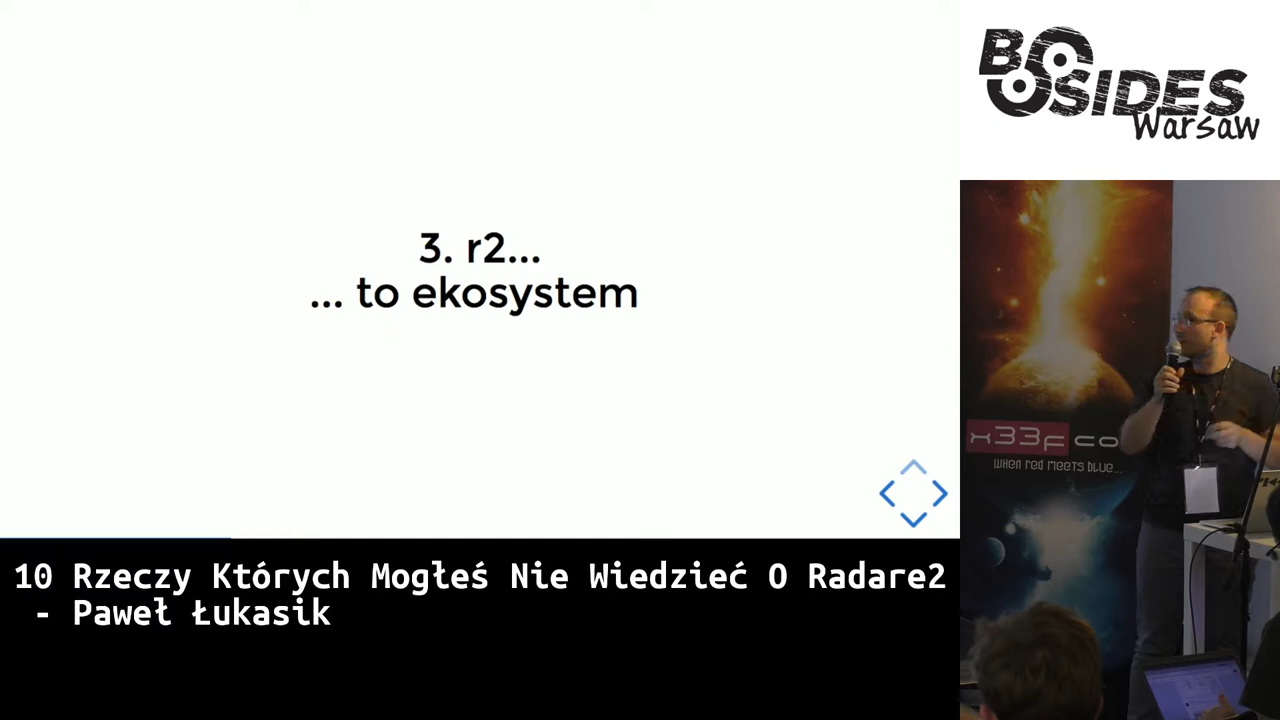 3. r2...
... to ekosystem
10 Rzeczy Których Mogłeś Nie Wiedzieć O Radare2
- Paweł Łukasik
BSIDES
Warsaw
x33fco
when red meets blue...